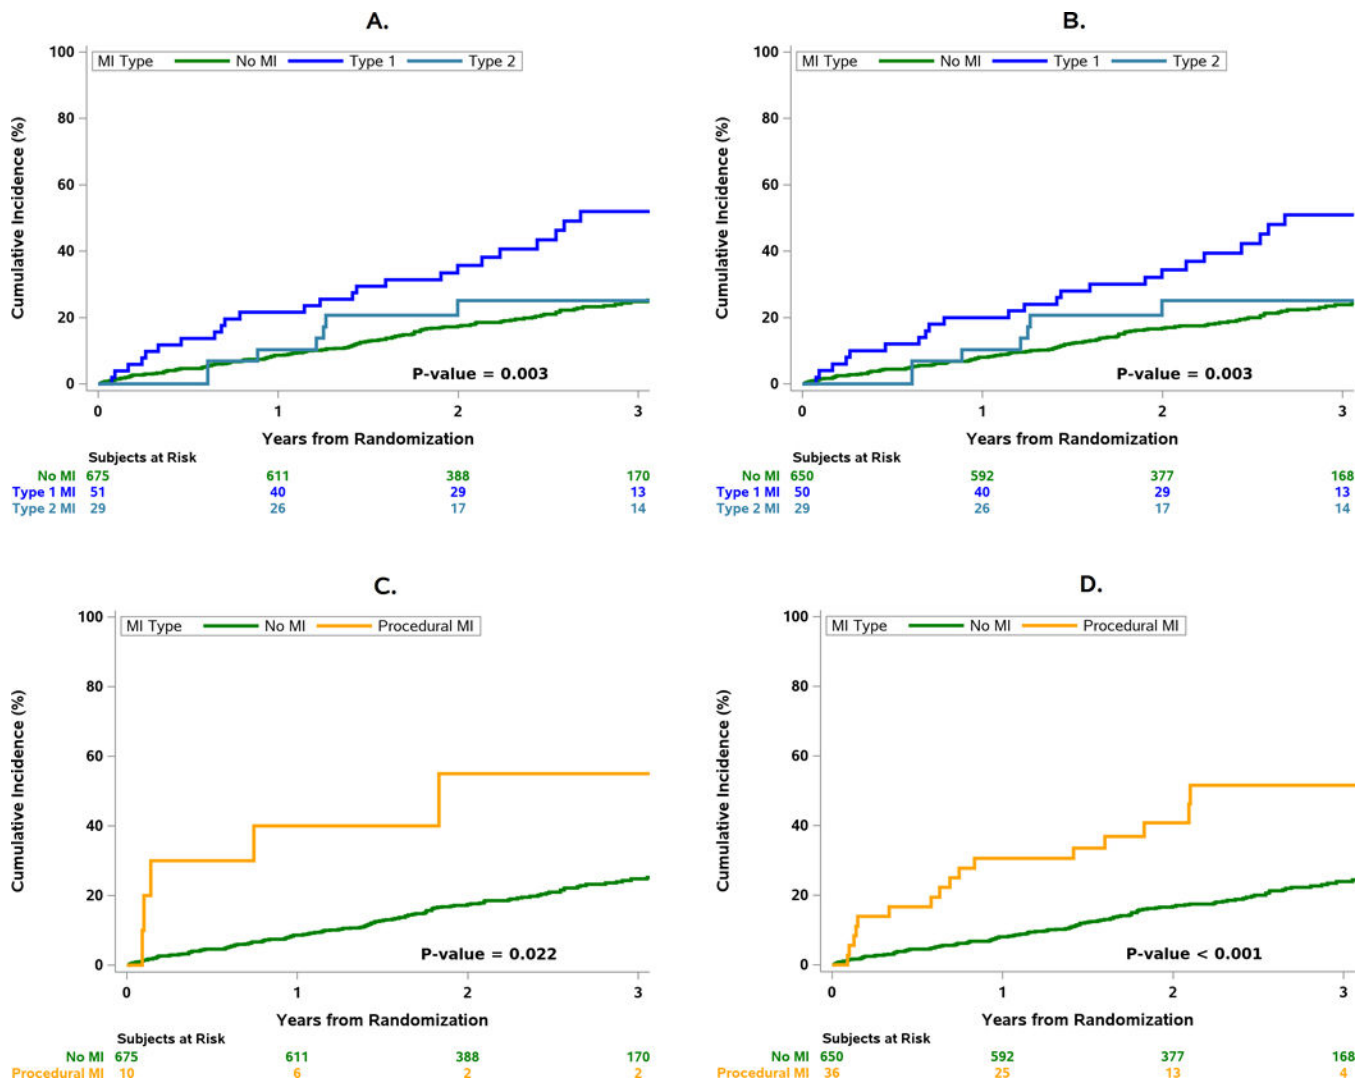 A.
MI Type No MI Type 1 Type 2
100
80
60
40
20
0
Cumulative Incidence (%)
P-value = 0.003
0 1 2 3
Years from Randomization
Subjects at Risk
No MI 675 611 388 170
Type 1 MI 51 40 29 13
Type 2 MI 29 26 17 14
B.
MI Type No MI Type 1 Type 2
100
80
60
40
20
0
Cumulative Incidence (%)
P-value = 0.003
0 1 2 3
Years from Randomization
Subjects at Risk
No MI 650 592 377 168
Type 1 MI 50 40 29 13
Type 2 MI 29 26 17 14
C.
MI Type No MI Procedural MI
100
80
60
40
20
0
Cumulative Incidence (%)
P-value = 0.022
0 1 2 3
Years from Randomization
Subjects at Risk
No MI 675 611 388 170
Procedural MI 10 6 2 2
D.
MI Type No MI Procedural MI
100
80
60
40
20
0
Cumulative Incidence (%)
P-value < 0.001
0 1 2 3
Years from Randomization
Subjects at Risk
No MI 650 592 377 168
Procedural MI 36 25 13 4